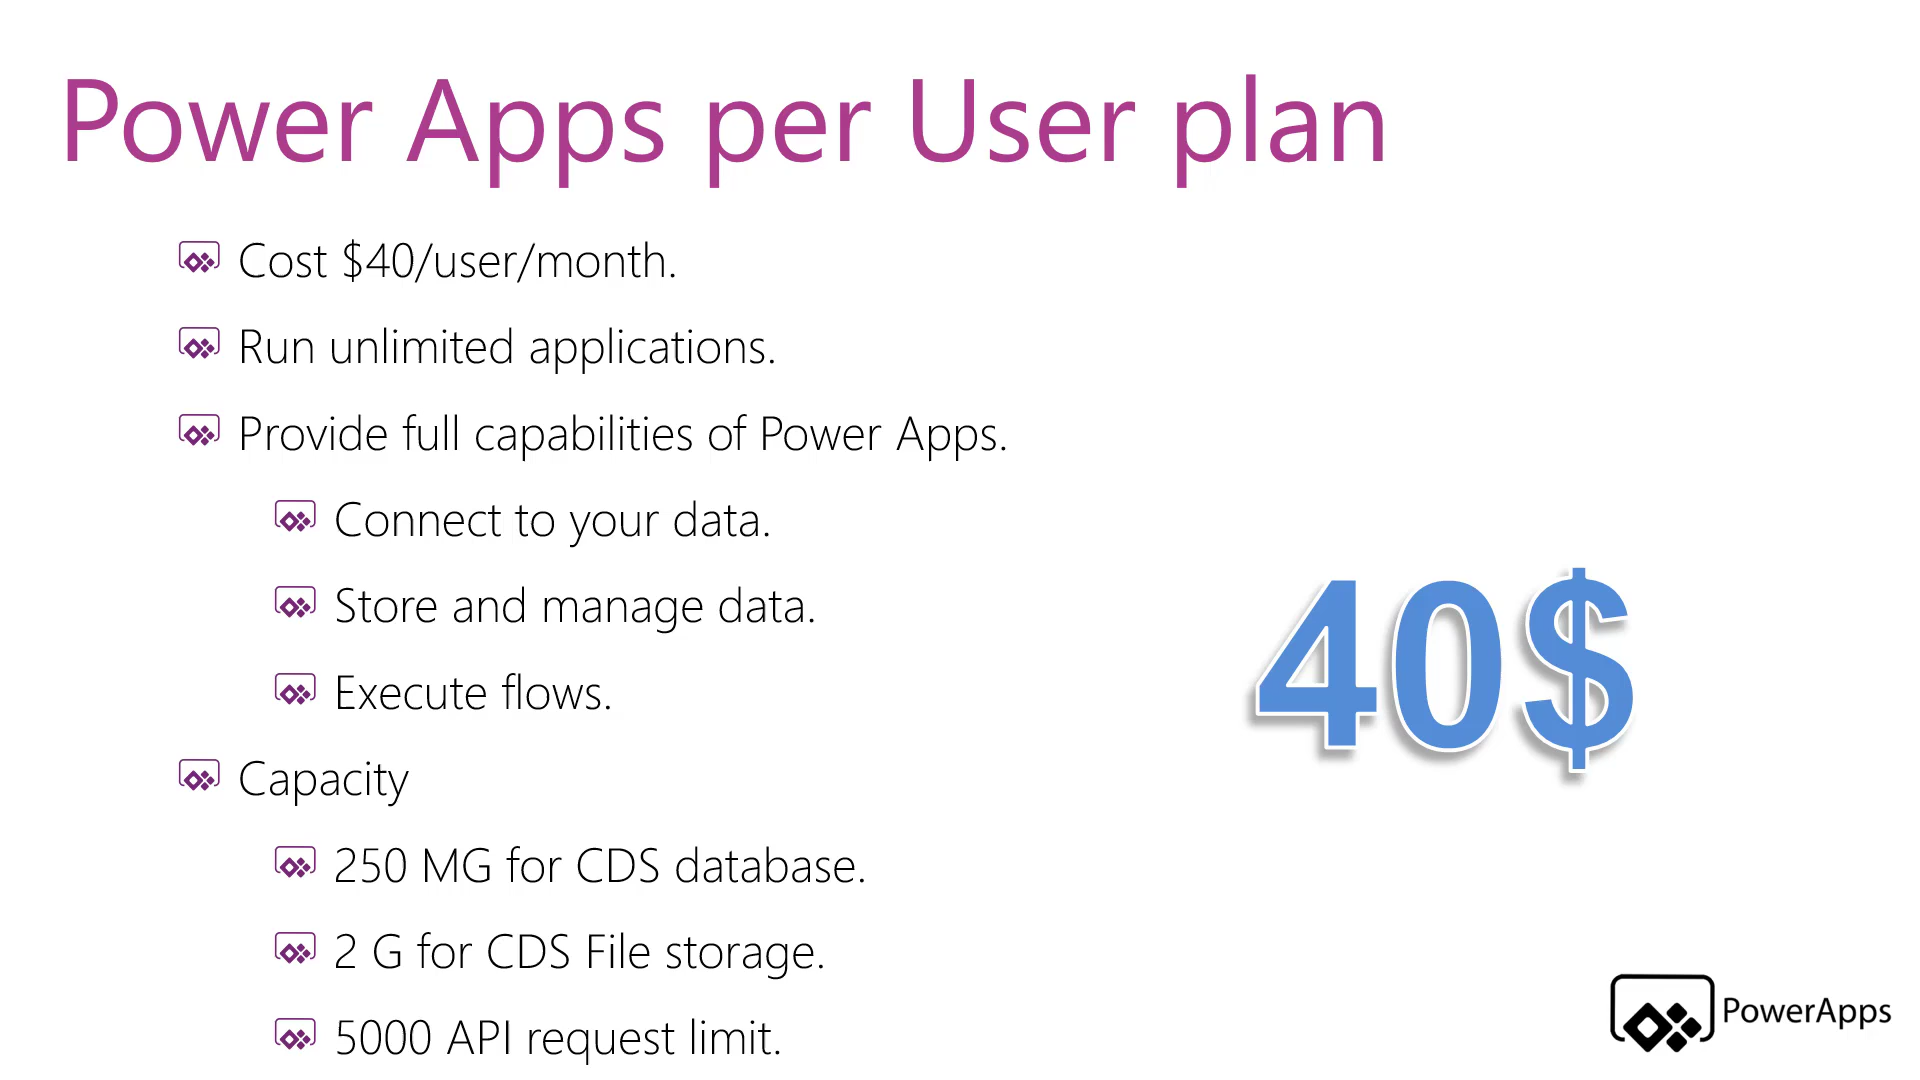 Power Apps per User plan
Cost $40/user/month.
Run unlimited applications.
Provide full capabilities of Power Apps.
Connect to your data.
Store and manage data.
Execute flows.
40$
Capacity
250 MG for CDS database.
2 G for CDS File storage.
5000 API request limit.
PowerApps